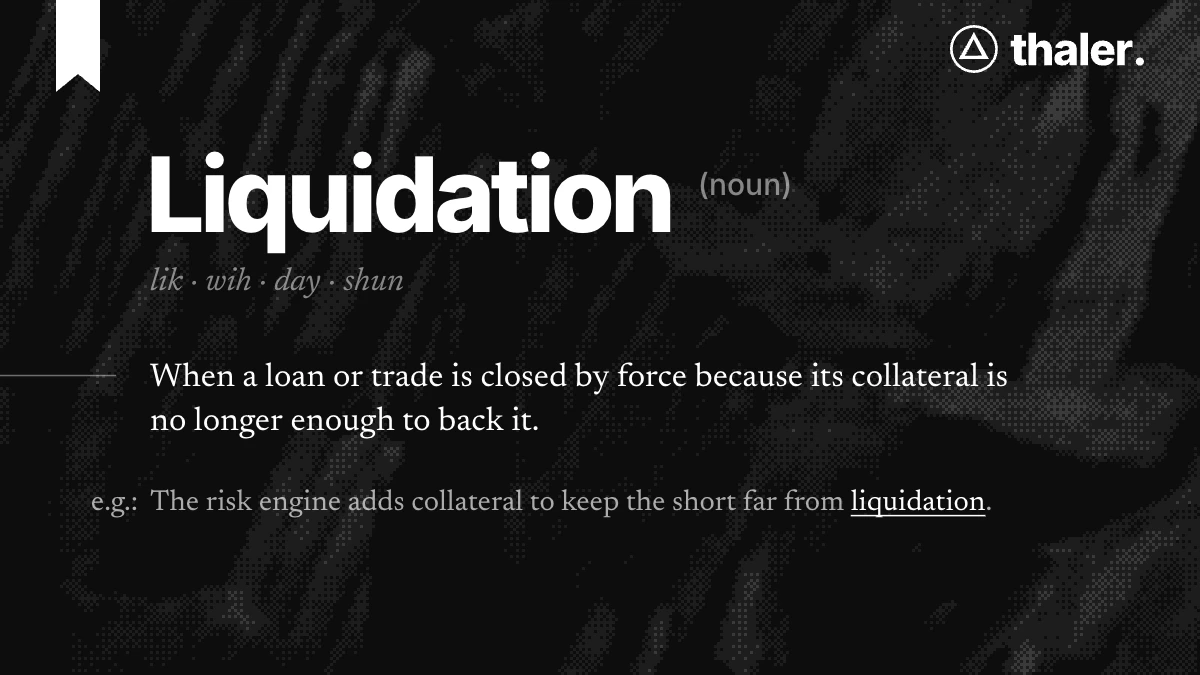 thaler.
Liquidation (noun)
lik · wih · day · shun
When a loan or trade is closed by force because its collateral is
no longer enough to back it.
e.g.: The risk engine adds collateral to keep the short far from liquidation.